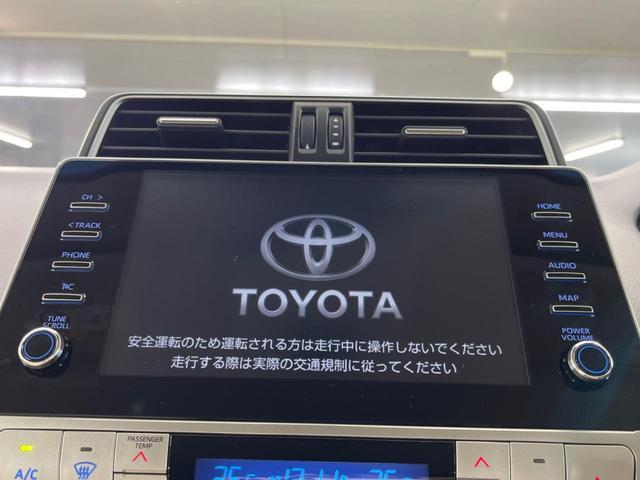 CH >
< TRACK
PHONE
T&C
TUNE
SCROLL
HOME
MENU
AUDIO
MAP
POWER
VOLUME
TOYOTA
安全運転のため運転される方は走行中に操作しないでください
走行する際は実際の交通規制に従ってください
A/C
PASSENGER
TEMP